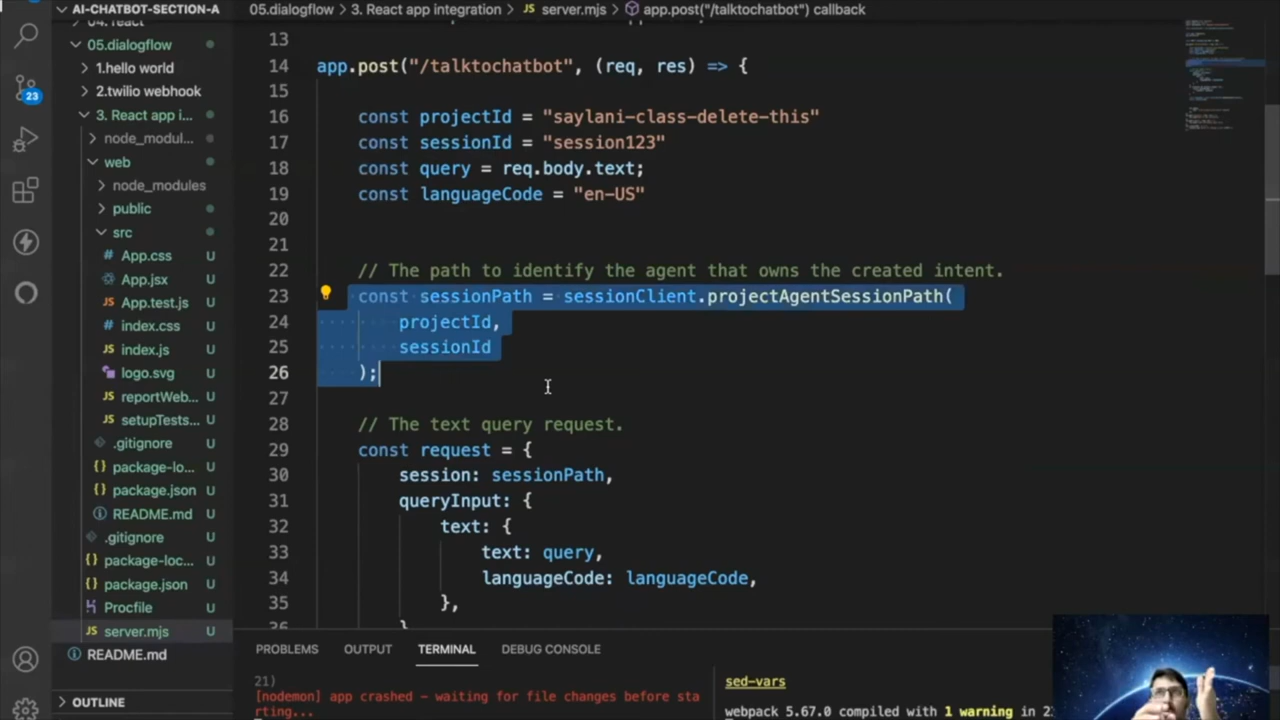 AI-CHATBOT-SECTION-A
05.dialogflow > 3. React app integration > JS server.mjs > app.post("/talktochatbot") callback
04. react
05.dialogflow
1.hello world
2.twilio webhook
3. React app i...
node_modul...
web
node_modules
public
src
# App.css U
App.jsx U
JS App.test.js U
# index.css U
JS index.js U
logo.svg U
JS reportWeb... U
JS setupTests... U
.gitignore U
{} package-lo... U
{} package.json U
README.md U
.gitignore U
{} package-loc... U
{} package.json U
Procfile U
JS server.mjs U
README.md
OUTLINE
23
13
14 app.post("/talktochatbot", (req, res) => {
15
16 const projectId = "saylani-class-delete-this"
17 const sessionId = "session123"
18 const query = req.body.text;
19 const languageCode = "en-US"
20
21
22 // The path to identify the agent that owns the created intent.
23 const sessionPath = sessionClient.projectAgentSessionPath(
24 projectId,
25 sessionId
26 );
27
28 // The text query request.
29 const request = {
30 session: sessionPath,
31 queryInput: {
32 text: {
33 text: query,
34 languageCode: languageCode,
35 },
36 }
PROBLEMS OUTPUT TERMINAL DEBUG CONSOLE
21)
[nodemon] app crashed - waiting for file changes before sta
rting...
sed-vars
webpack 5.67.0 compiled with 1 warning in 2